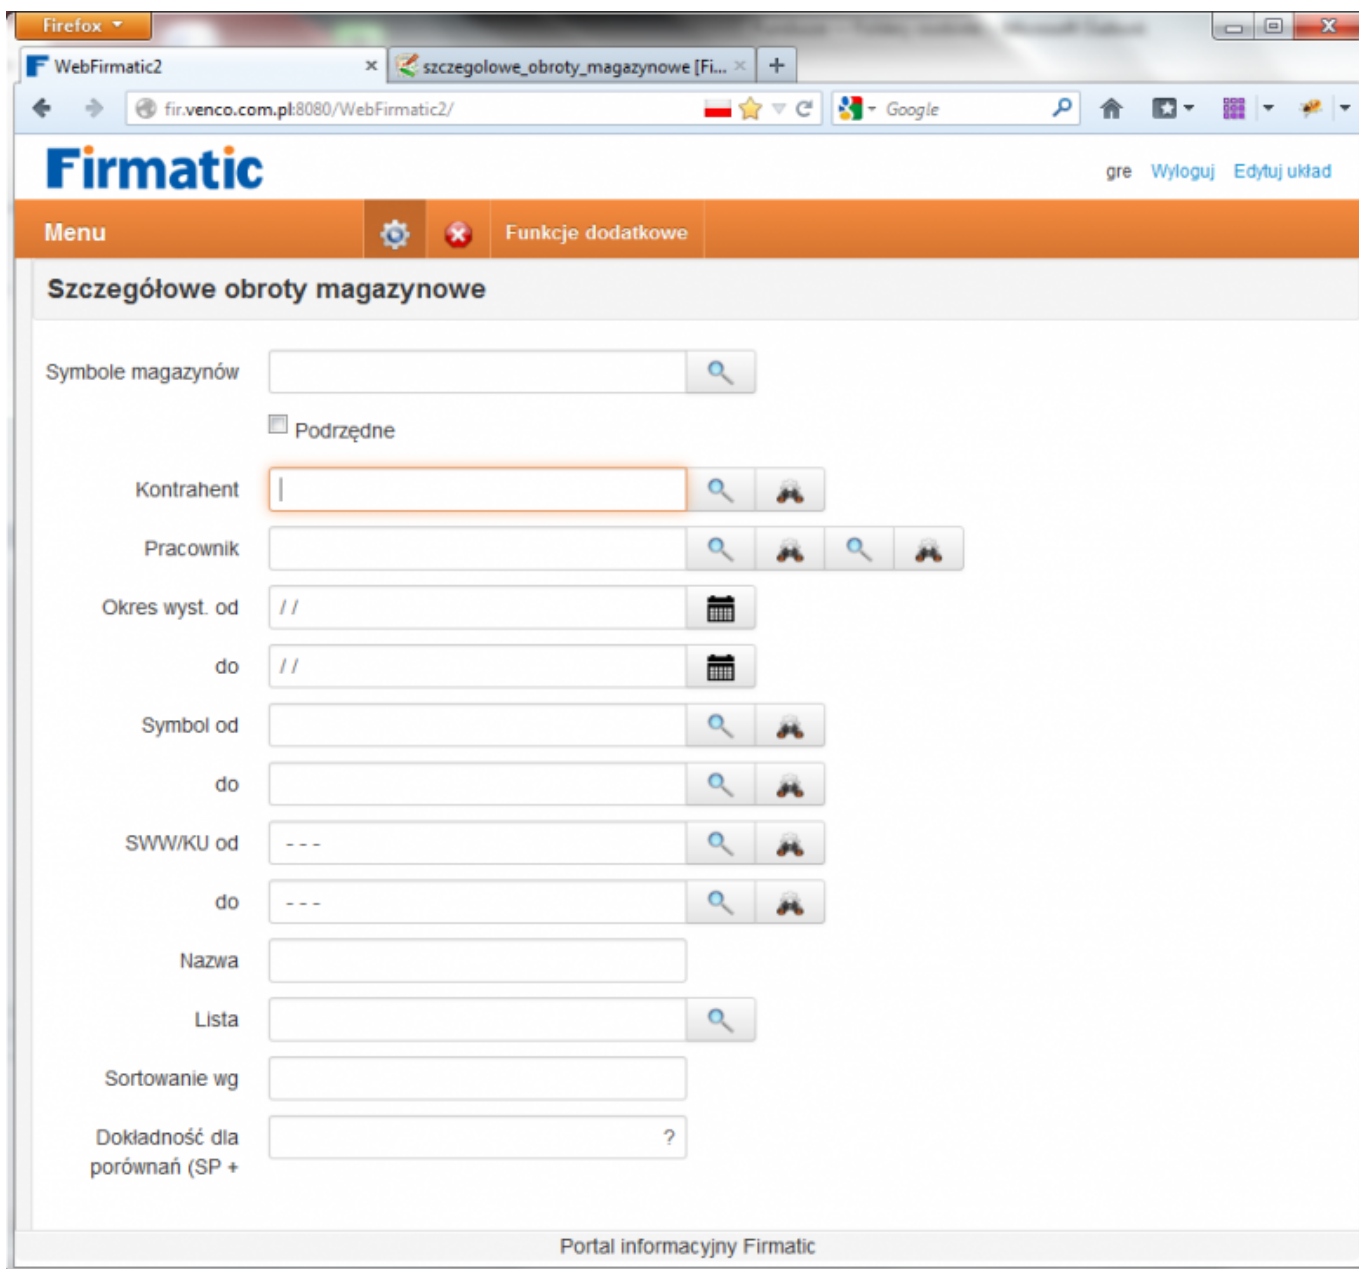 Firefox
WebFirmatic2
szczegolowe_obroty_magazynowe [Fi...
fir.venco.com.pl:8080/WebFirmatic2/
Google
Firmatic
gre Wyloguj Edytuj układ
Menu
Funkcje dodatkowe
Szczegółowe obroty magazynowe
Symbole magazynów
Podrzędne
Kontrahent
Pracownik
Okres wyst. od / /
do / /
Symbol od
do
SWW/KU od - - -
do - - -
Nazwa
Lista
Sortowanie wg
Dokładność dla ?
porównań (SP +
Portal informacyjny Firmatic